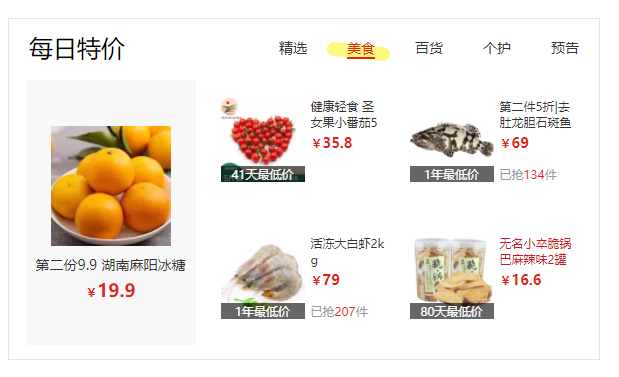 每日特价
精选 美食 百货 个护 预告
第二份9.9 湖南麻阳冰糖
￥19.9
41天最低价
健康轻食 圣
女果小番茄5
￥35.8
1年最低价
第二件5折|去
肚龙胆石斑鱼
￥69
已抢134件
1年最低价
活冻大白虾2k
g
￥79
已抢207件
脆锅巴
80天最低价
无名小卒脆锅
巴麻辣味2罐
￥16.6